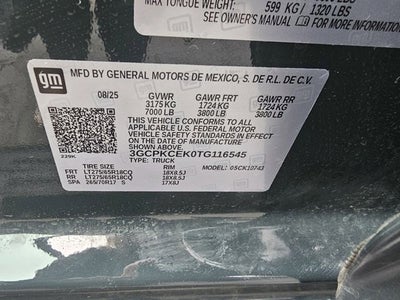 MAX TONGUE WEIGHT: 599 KG/ 1320 LBS
SEE OWNER'S MANUAL FOR MORE INFORMATION
gm
MFD BY GENERAL MOTORS DE MEXICO, S. DE R.L. DE C.V.
08/25 GVWR GAWR FRT GAWR RR
3175 KG 1724 KG 1724 KG
7000 LB 3800 LB 3800 LB
THIS VEHICLE CONFORMS TO ALL
APPLICABLE U.S. FEDERAL MOTOR
VEHICLE SAFETY STANDARDS IN EFFECT
ON THE DATE OF MANUFACTURE
SHOWN ABOVE.
3GCPKCEK0TG116545
TYPE: TRUCK
229K
TIRE SIZE RIM MODEL: 05CK10743
FRT LT275/65R18CQ 18X8.5J
RR LT275/65R18CQ 18X8.5J
SPA 265/70R17 S 17X8J